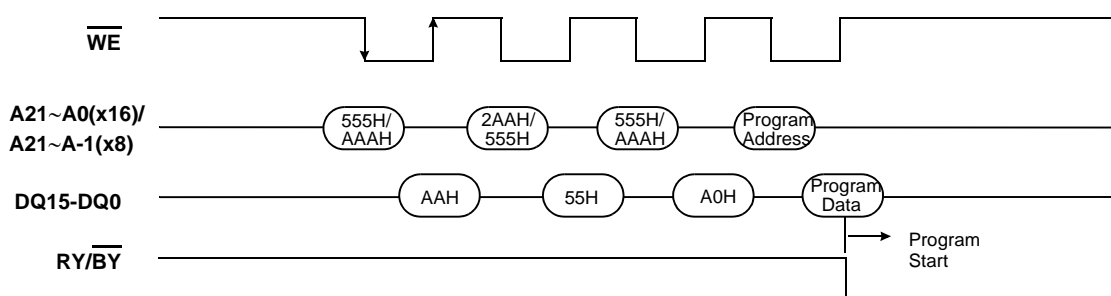 WE
A21~A0(x16)/
A21~A-1(x8)
555H/
AAAH
2AAH/
555H
555H/
AAAH
Program
Address
DQ15-DQ0
AAH
55H
A0H
Program
Data
Program
Start
RY/BY